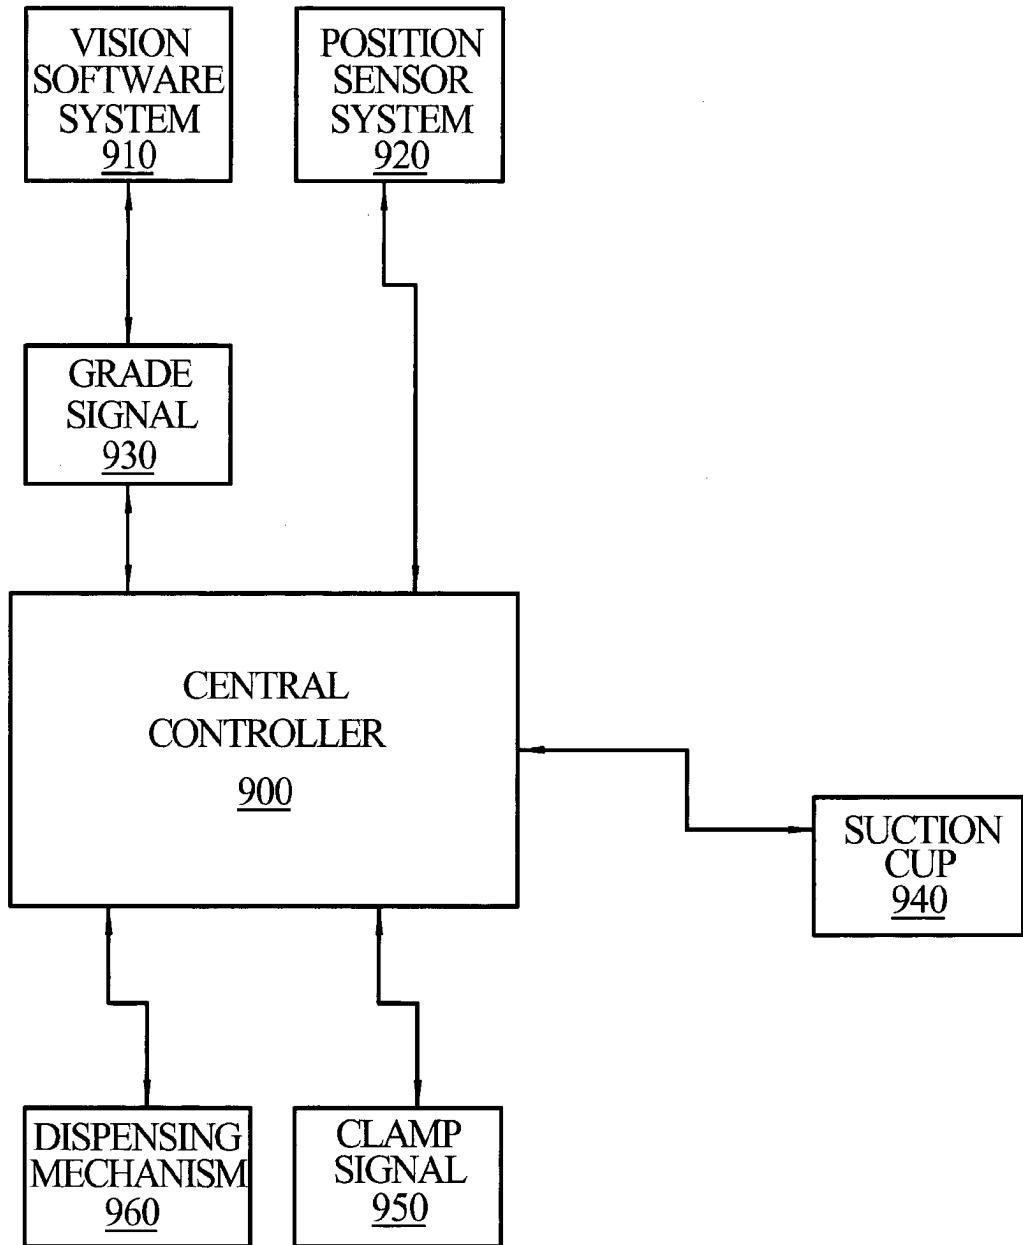 VISION
SOFTWARE
SYSTEM
910
POSITION
SENSOR
SYSTEM
920
GRADE
SIGNAL
930
CENTRAL
CONTROLLER
900
SUCTION
CUP
940
DISPENSING
MECHANISM
960
CLAMP
SIGNAL
950